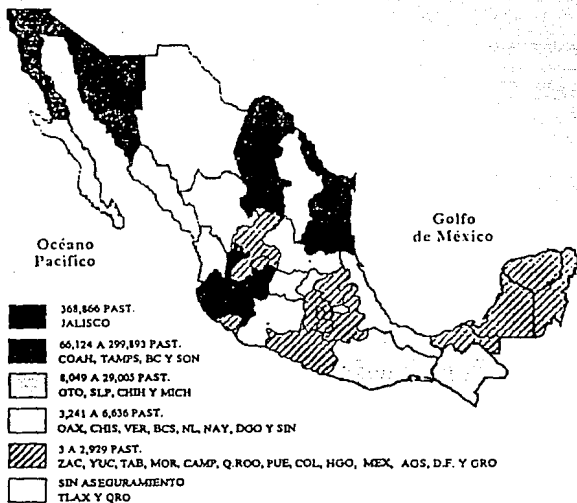 Océano
Pacifico
Golfo
de México
368,866 PAST.
JALISCO
66,124 A 299,893 PAST.
COAH, TAMPS, BC Y SON
8,049 A 29,005 PAST.
GTO, SLP, CHIH Y MICH
3,241 A 6,636 PAST.
OAX, CHIS, VER, BCS, NL, NAY, DGO Y SIN
3 A 2,929 PAST.
ZAC, YUC, TAB, MOR, CAMP, Q.ROO, PUE, COL, HGO, MEX, AGS, D.F. Y GRO
SIN ASEGURAMIENTO
TLAX Y QRO